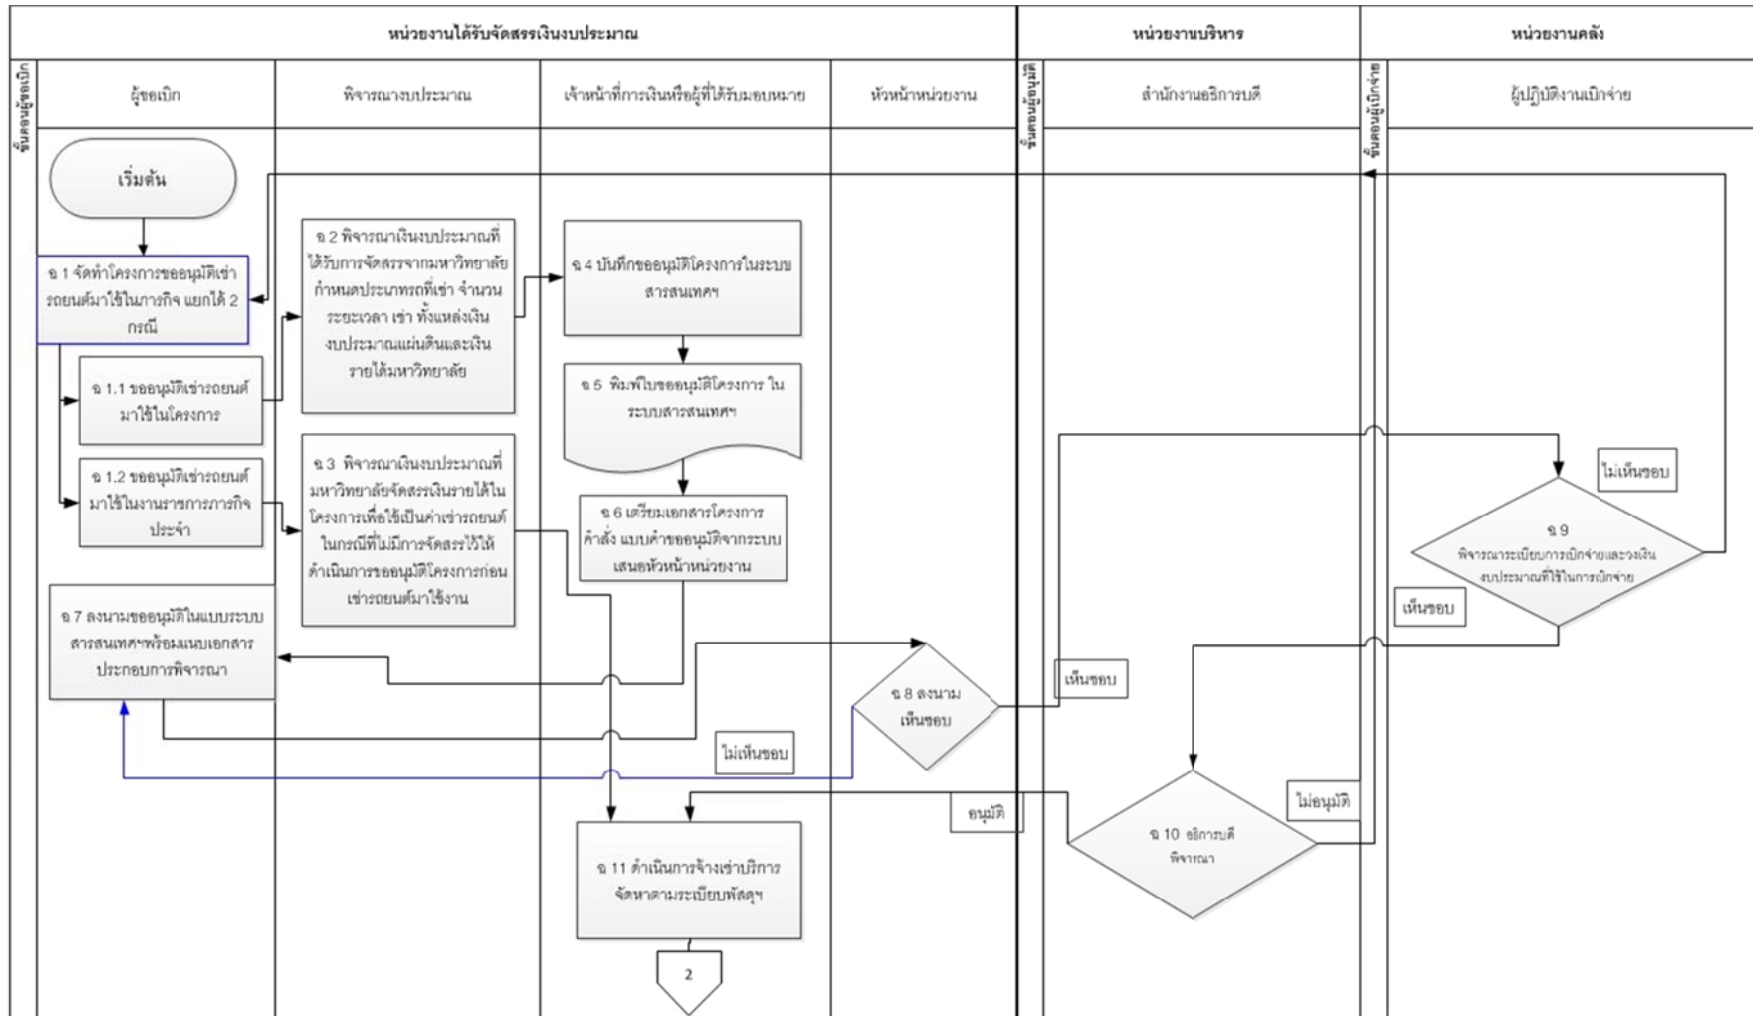 หน่วยงานได้รับจัดสรรเงินงบประมาณ
หน่วยงานบริหาร
หน่วยงานคลัง
ขั้นตอนผู้ขอเบิก
ผู้ขอเบิก
พิจารณางบประมาณ
เจ้าหน้าที่การเงินหรือผู้ที่ได้รับมอบหมาย
หัวหน้าหน่วยงาน
ขั้นตอนผู้อนุมัติ
สำนักงานอธิการบดี
ขั้นตอนผู้เบิกจ่าย
ผู้ปฏิบัติงานเบิกจ่าย
เริ่มต้น
ฉ 1 จัดทำโครงการขออนุมัติเช่า
รถยนต์มาใช้ในภารกิจ แยกได้ 2
กรณี
ฉ 1.1 ขออนุมัติเช่ารถยนต์
มาใช้ในโครงการ
ฉ 1.2 ขออนุมัติเช่ารถยนต์
มาใช้ในงานราชการภารกิจ
ประจำ
ฉ 2 พิจารณาเงินงบประมาณที่
ได้รับการจัดสรรจากมหาวิทยาลัย
กำหนดประเภทรถที่เช่า จำนวน
ระยะเวลา เช่า ทั้งแหล่งเงิน
งบประมาณแผ่นดินและเงิน
รายได้มหาวิทยาลัย
ฉ 3 พิจารณาเงินงบประมาณที่
มหาวิทยาลัยจัดสรรเงินรายได้ใน
โครงการเพื่อใช้เป็นค่าเช่ารถยนต์
ในกรณีที่ไม่มีการจัดสรรไว้ให้
ดำเนินการขออนุมัติโครงการก่อน
เช่ารถยนต์มาใช้งาน
ฉ 4 บันทึกขออนุมัติโครงการในระบบ
สารสนเทศฯ
ฉ 5 พิมพ์ใบขออนุมัติโครงการ ใน
ระบบสารสนเทศฯ
ฉ 6 เตรียมเอกสารโครงการ
คำสั่ง แบบคำขออนุมัติจากระบบ
เสนอหัวหน้าหน่วยงาน
ฉ 7 ลงนามขออนุมัติในแบบระบบ
สารสนเทศฯพร้อมแนบเอกสาร
ประกอบการพิจารณา
ฉ 8 ลงนาม
เห็นชอบ
ไม่เห็นชอบ
เห็นชอบ
ไม่เห็นชอบ
ฉ 9
พิจารณาระเบียบการเบิกจ่ายและวงเงิน
งบประมาณที่ใช้ในการเบิกจ่าย
เห็นชอบ
ฉ 10 อธิการบดี
พิจารณา
ไม่อนุมัติ
อนุมัติ
ฉ 11 ดำเนินการจ้างเช่าบริการ
จัดหาตามระเบียบพัสดุฯ
2